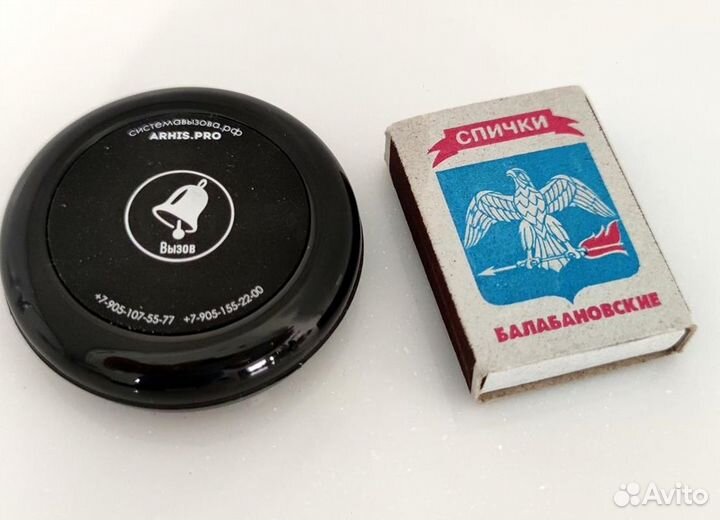 системавызова.рф
ARHIS.PRO
Вызов
+7-905-107-55-77 +7-905-155-22-00
СПИЧКИ
БАЛАБАНОВСКИЕ
Avito